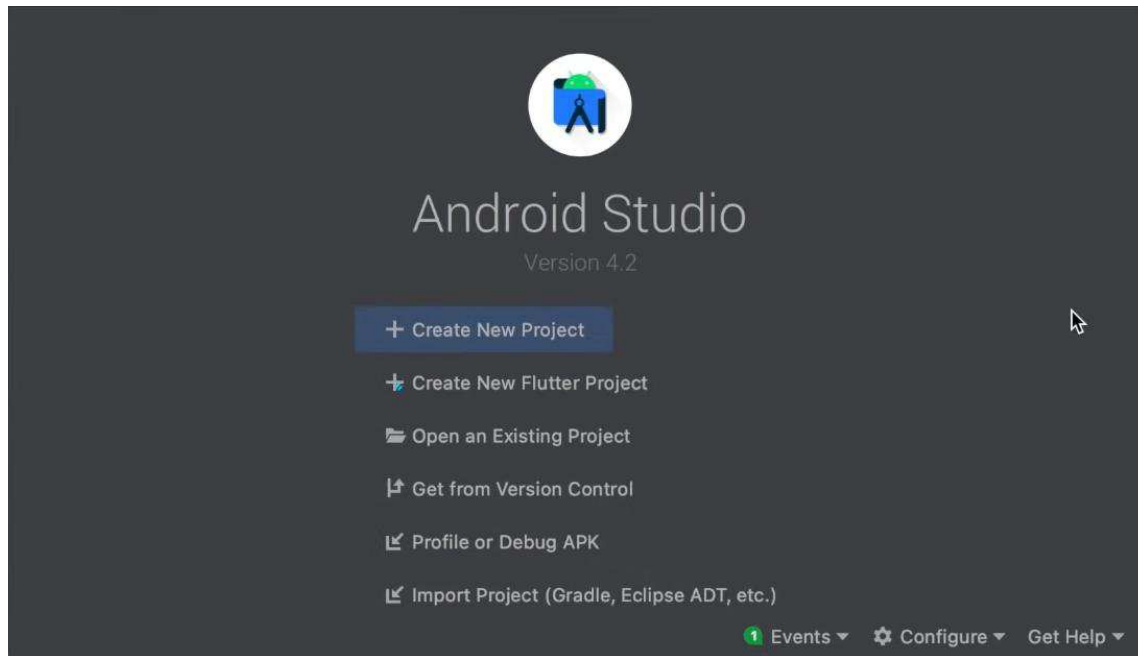 Android Studio
Version 4.2
Create New Project
Create New Flutter Project
Open an Existing Project
Get from Version Control
Profile or Debug APK
Import Project (Gradle, Eclipse ADT, etc.)
1 Events Configure Get Help